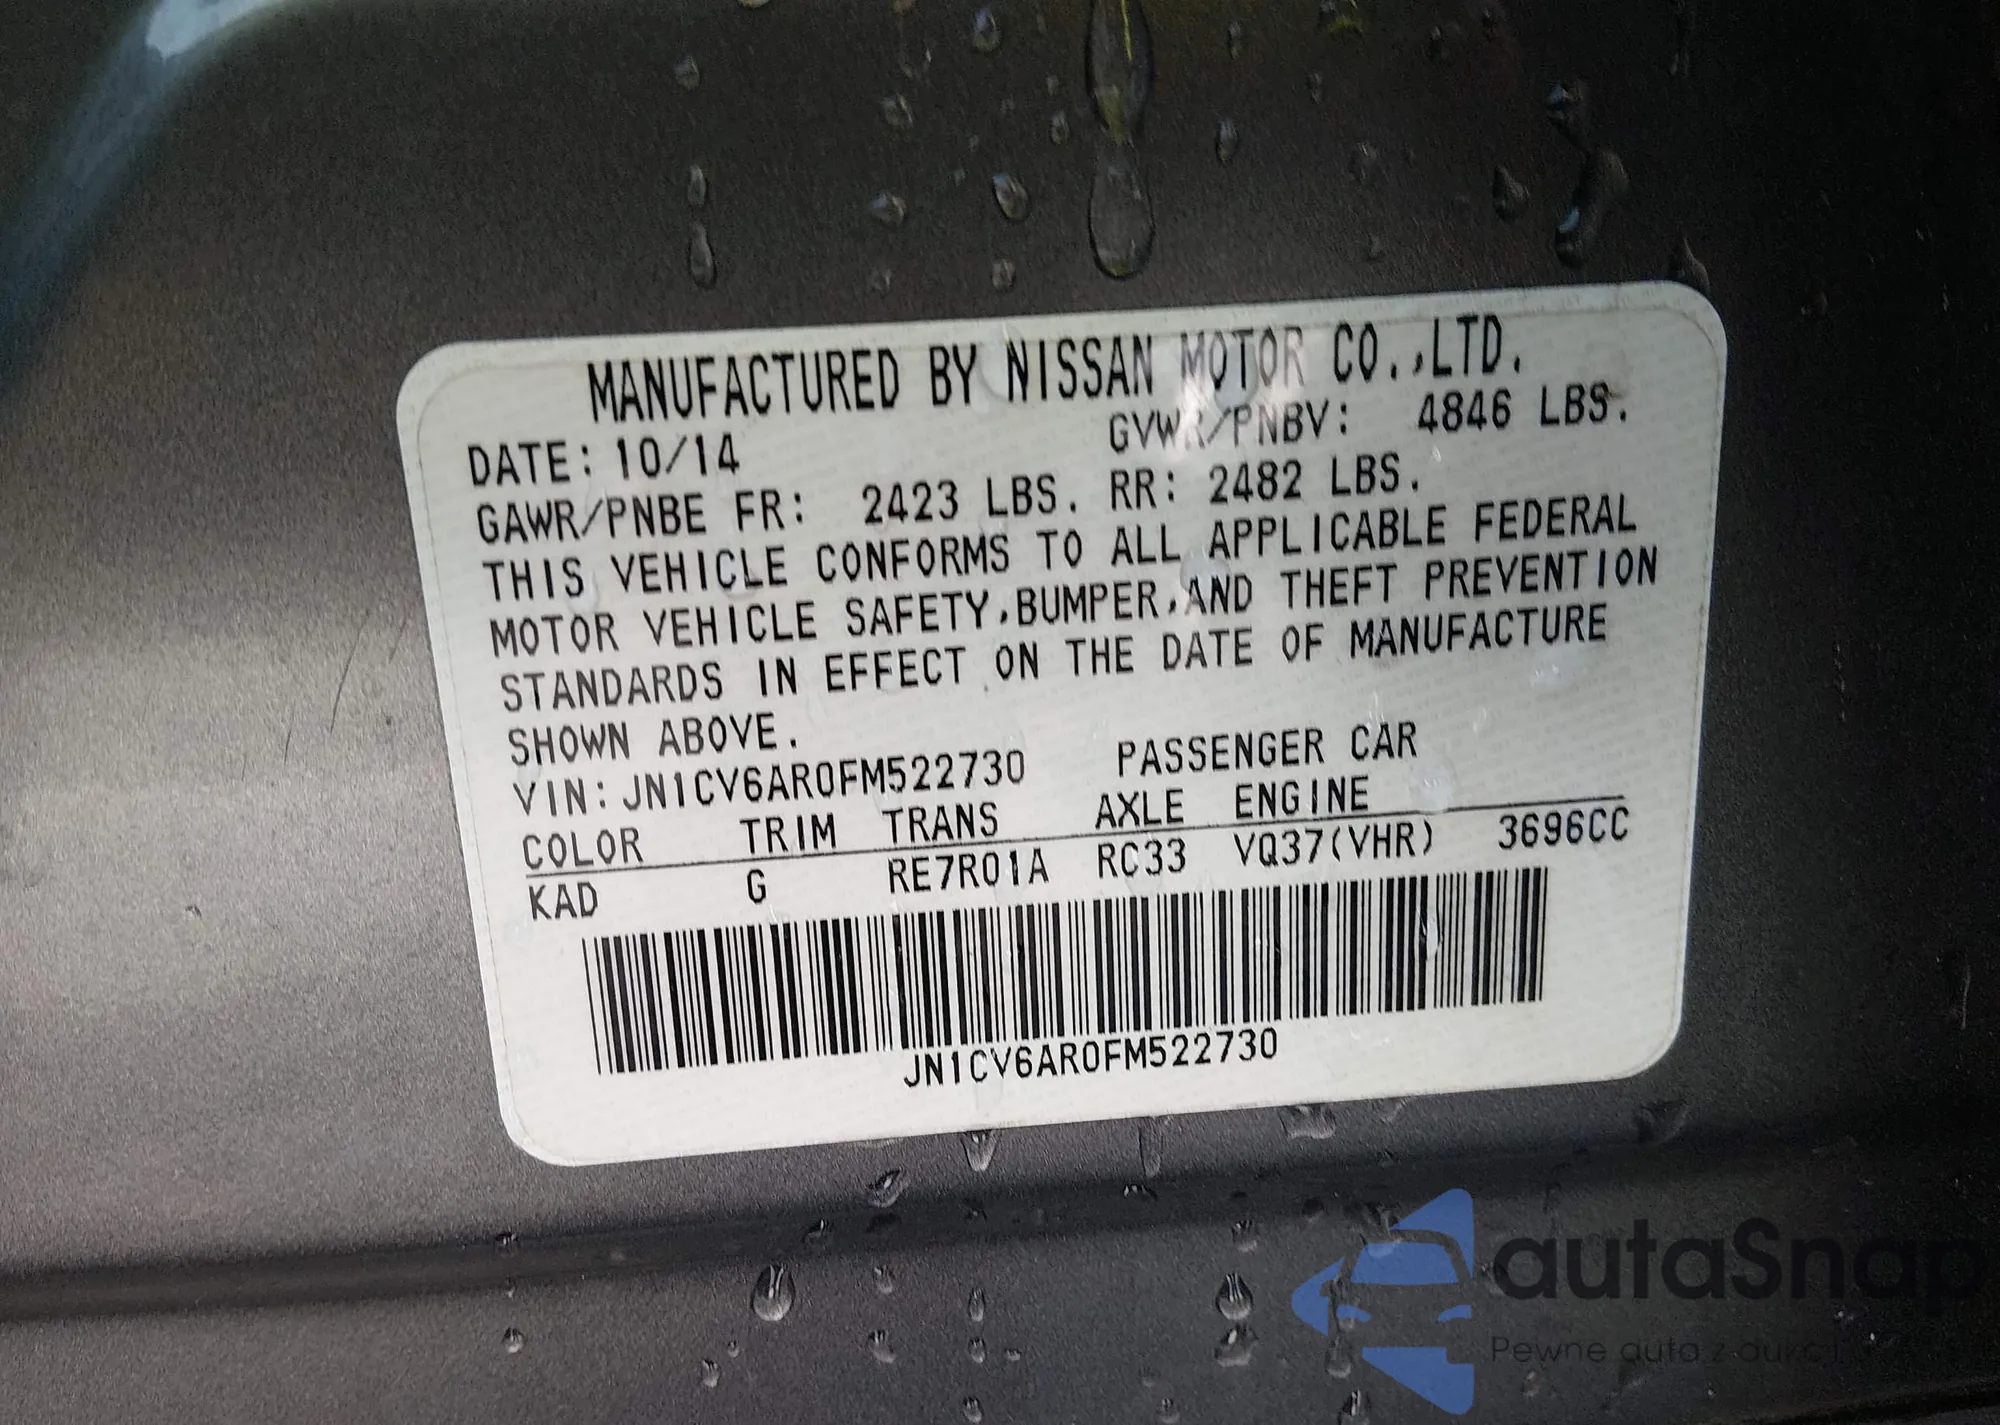 MANUFACTURED BY NISSAN MOTOR CO.,LTD.
DATE: 10/14 GVWR/PNBV: 4846 LBS.
GAWR/PNBE FR: 2423 LBS. RR: 2482 LBS.
THIS VEHICLE CONFORMS TO ALL APPLICABLE FEDERAL
MOTOR VEHICLE SAFETY,BUMPER,AND THEFT PREVENTION
STANDARDS IN EFFECT ON THE DATE OF MANUFACTURE
SHOWN ABOVE.
VIN: JN1CV6AR0FM522730 PASSENGER CAR
COLOR TRIM TRANS AXLE ENGINE
KAD G RE7R01A RC33 VQ37(VHR) 3696CC
JN1CV6AR0FM522730
autaSnap
Pewne auta z